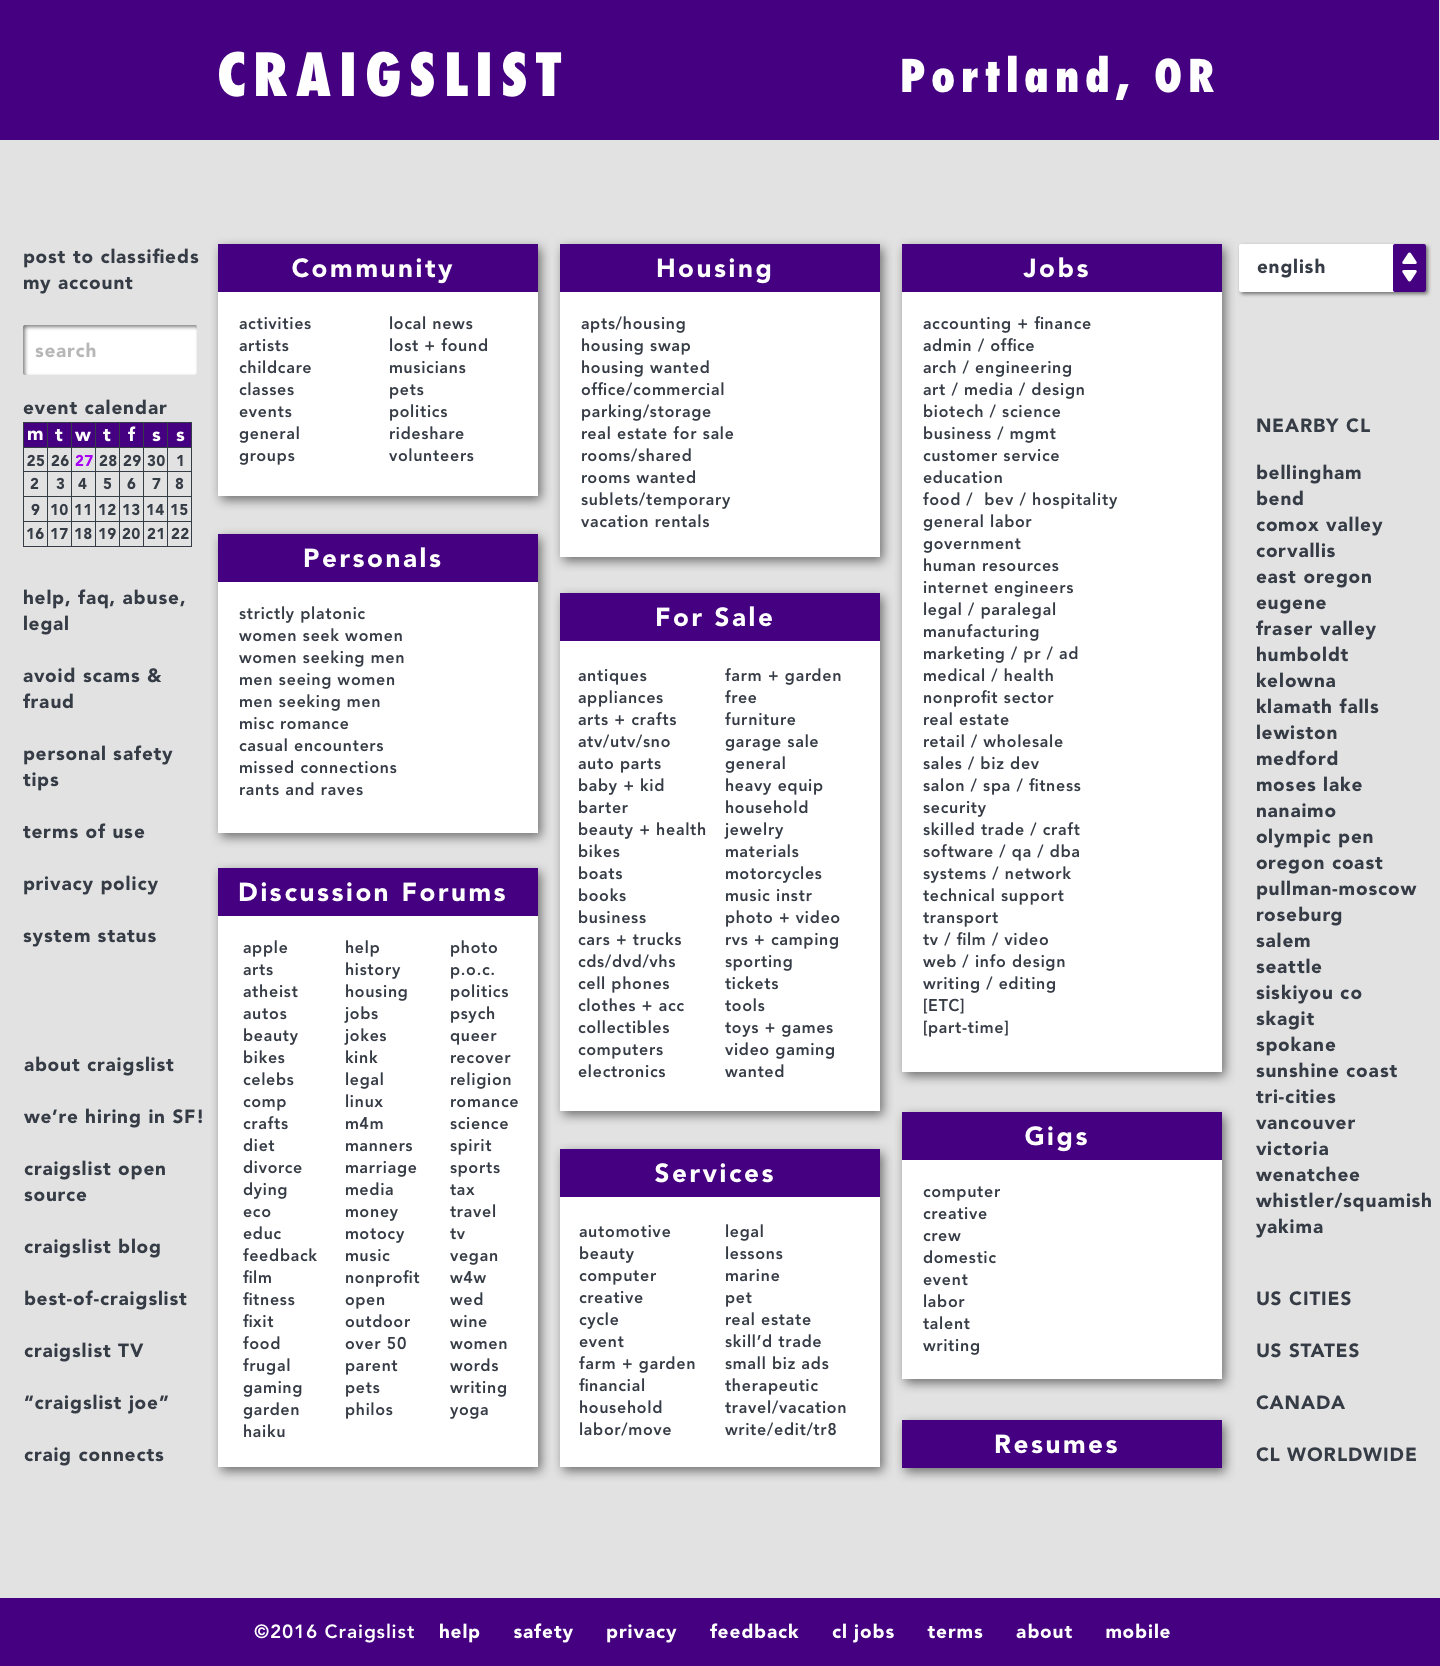 CRAIGSLIST
Portland, OR
post to classifieds
my account
search
event calendar
m t w t f s s
25 26 27 28 29 30 1
2 3 4 5 6 7 8
9 10 11 12 13 14 15
16 17 18 19 20 21 22
help, faq, abuse,
legal
avoid scams &
fraud
personal safety
tips
terms of use
privacy policy
system status
about craigslist
we’re hiring in SF!
craigslist open
source
craigslist blog
best-of-craigslist
craigslist TV
“craigslist joe”
craig connects
Community
activities
artists
childcare
classes
events
general
groups
local news
lost + found
musicians
pets
politics
rideshare
volunteers
Personals
strictly platonic
women seek women
women seeking men
men seeing women
men seeking men
misc romance
casual encounters
missed connections
rants and raves
Discussion Forums
apple
arts
atheist
autos
beauty
bikes
celebs
comp
crafts
diet
divorce
dying
eco
educ
feedback
film
fitness
fixit
food
frugal
gaming
garden
haiku
help
history
housing
jobs
jokes
kink
legal
linux
m4m
manners
marriage
media
money
motocy
music
nonprofit
open
outdoor
over 50
parent
pets
philos
photo
p.o.c.
politics
psych
queer
recover
religion
romance
science
spirit
sports
tax
travel
tv
vegan
w4w
wed
wine
women
words
writing
yoga
Housing
apts/housing
housing swap
housing wanted
office/commercial
parking/storage
real estate for sale
rooms/shared
rooms wanted
sublets/temporary
vacation rentals
For Sale
antiques
appliances
arts + crafts
atv/utv/sno
auto parts
baby + kid
barter
beauty + health
bikes
boats
books
business
cars + trucks
cds/dvd/vhs
cell phones
clothes + acc
collectibles
computers
electronics
farm + garden
free
furniture
garage sale
general
heavy equip
household
jewelry
materials
motorcycles
music instr
photo + video
rvs + camping
sporting
tickets
tools
toys + games
video gaming
wanted
Services
automotive
beauty
computer
creative
cycle
event
farm + garden
financial
household
labor/move
legal
lessons
marine
pet
real estate
skill’d trade
small biz ads
therapeutic
travel/vacation
write/edit/tr8
Jobs
accounting + finance
admin / office
arch / engineering
art / media / design
biotech / science
business / mgmt
customer service
education
food /  bev / hospitality
general labor
government
human resources
internet engineers
legal / paralegal
manufacturing
marketing / pr / ad
medical / health
nonprofit sector
real estate
retail / wholesale
sales / biz dev
salon / spa / fitness
security
skilled trade / craft
software / qa / dba
systems / network
technical support
transport
tv / film / video
web / info design
writing / editing
[ETC]
[part-time]
Gigs
computer
creative
crew
domestic
event
labor
talent
writing
Resumes
english
NEARBY CL
bellingham
bend
comox valley
corvallis
east oregon
eugene
fraser valley
humboldt
kelowna
klamath falls
lewiston
medford
moses lake
nanaimo
olympic pen
oregon coast
pullman-moscow
roseburg
salem
seattle
siskiyou co
skagit
spokane
sunshine coast
tri-cities
vancouver
victoria
wenatchee
whistler/squamish
yakima
US CITIES
US STATES
CANADA
CL WORLDWIDE
©2016 Craigslist help safety privacy feedback cl jobs terms about mobile